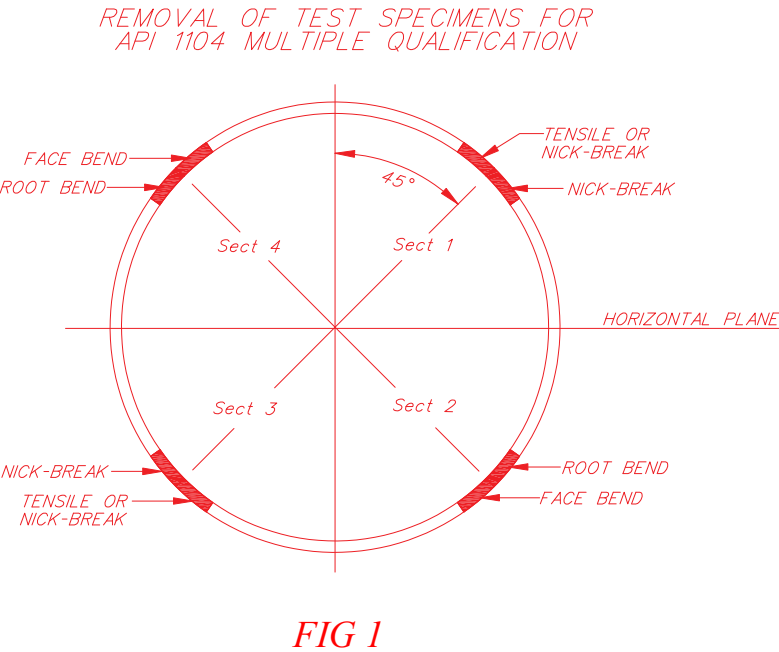 REMOVAL OF TEST SPECIMENS FOR
API 1104 MULTIPLE QUALIFICATION
TENSILE OR
NICK-BREAK
FACE BEND
ROOT BEND
NICK-BREAK
45°
Sect 4
Sect 1
HORIZONTAL PLANE
Sect 3
Sect 2
NICK-BREAK
ROOT BEND
TENSILE OR
NICK-BREAK
FACE BEND
FIG 1